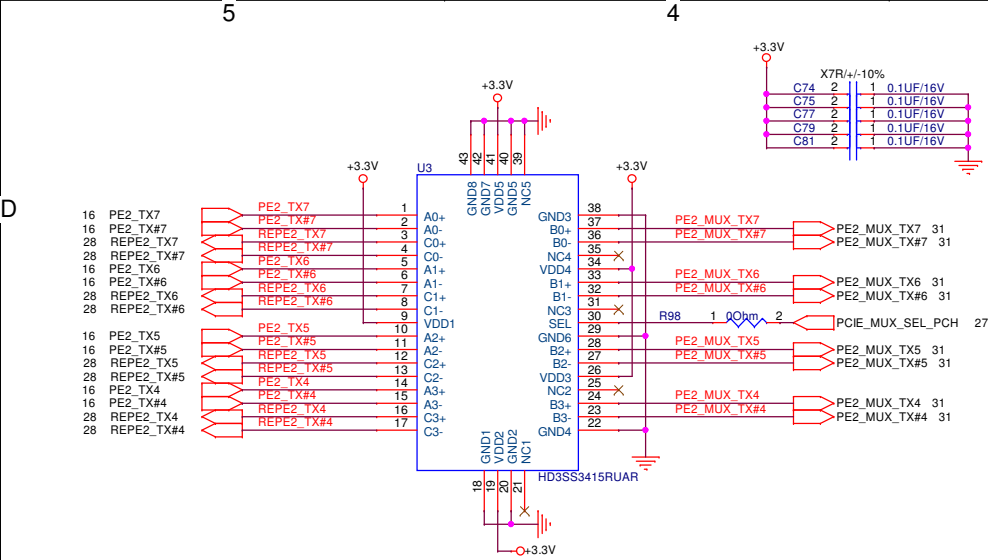 5 4
+3.3V
X7R/+/-10%
C74 2 1 0.1UF/16V
C75 2 1 0.1UF/16V
C77 2 1 0.1UF/16V
C79 2 1 0.1UF/16V
C81 2 1 0.1UF/16V
+3.3V
43 42 41 40 39
+3.3V U3 +3.3V
GND8 GND7 VDD5 GND5 NC5
D
16 PE2_TX7 PE2_TX7 1 A0+
16 PE2_TX#7 PE2_TX#7 2 A0-
28 REPE2_TX7 REPE2_TX7 3 C0+
28 REPE2_TX#7 REPE2_TX#7 4 C0-
16 PE2_TX6 PE2_TX6 5 A1+
16 PE2_TX#6 PE2_TX#6 6 A1-
28 REPE2_TX6 REPE2_TX6 7 C1+
28 REPE2_TX#6 REPE2_TX#6 8 C1-
9 VDD1
16 PE2_TX5 PE2_TX5 10 A2+
16 PE2_TX#5 PE2_TX#5 11 A2-
28 REPE2_TX5 REPE2_TX5 12 C2+
28 REPE2_TX#5 REPE2_TX#5 13 C2-
16 PE2_TX4 PE2_TX4 14 A3+
16 PE2_TX#4 PE2_TX#4 15 A3-
28 REPE2_TX4 REPE2_TX4 16 C3+
28 REPE2_TX#4 REPE2_TX#4 17 C3-
GND3 38
B0+ 37 PE2_MUX_TX7 PE2_MUX_TX7 31
B0- 36 PE2_MUX_TX#7 PE2_MUX_TX#7 31
NC4 35
VDD4 34
B1+ 33 PE2_MUX_TX6 PE2_MUX_TX6 31
B1- 32 PE2_MUX_TX#6 PE2_MUX_TX#6 31
NC3 31
SEL 30 R98 1 0Ohm 2 PCIE_MUX_SEL_PCH 27
GND6 29
B2+ 28 PE2_MUX_TX5 PE2_MUX_TX5 31
B2- 27 PE2_MUX_TX#5 PE2_MUX_TX#5 31
VDD3 26
NC2 25
B3+ 24 PE2_MUX_TX4 PE2_MUX_TX4 31
B3- 23 PE2_MUX_TX#4 PE2_MUX_TX#4 31
GND4 22
GND1 VDD2 GND2 NC1
18 19 20 21
HD3SS3415RUAR
+3.3V